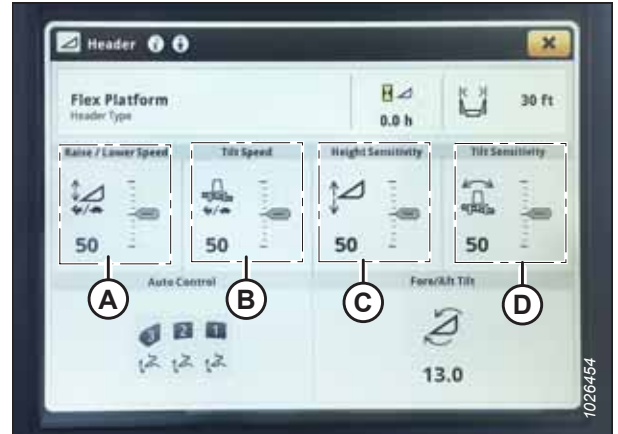 Header
Flex Platform
Header Type
0.0 h
30 ft
Raise / Lower Speed
Tilt Speed
Height Sensitivity
Tilt Sensitivity
50
50
50
50
A
B
C
D
Auto Control
Fore/Aft Tilt
3 2 1
13.0
1026454